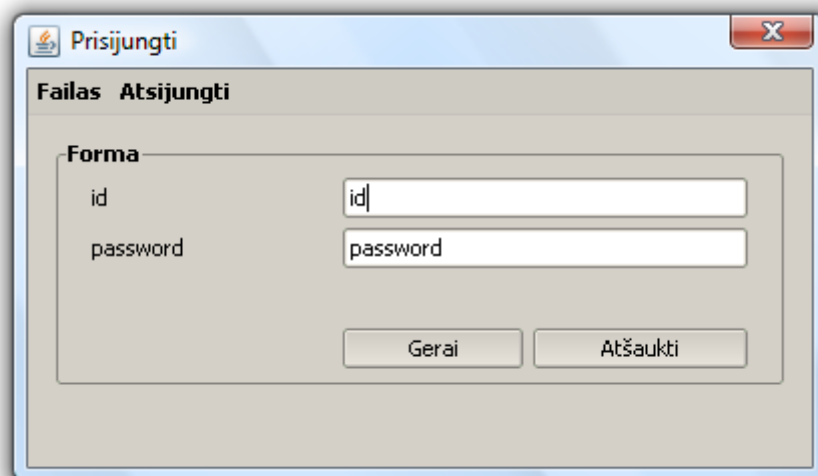 Prisijungti
Failas Atsijungti
Forma
id id
password password
Gerai Atšaukti